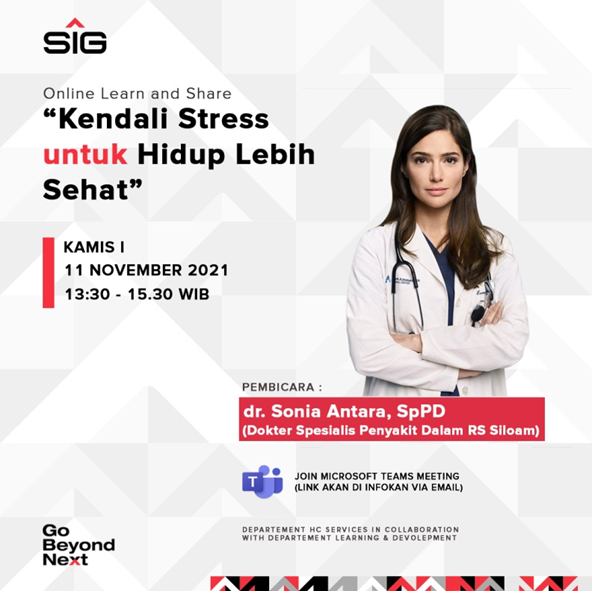 SIG
Online Learn and Share
“Kendali Stress
untuk Hidup Lebih
Sehat”
KAMIS I
11 NOVEMBER 2021
13:30 - 15.30 WIB
PEMBICARA :
dr. Sonia Antara, SpPD
(Dokter Spesialis Penyakit Dalam RS Siloam)
JOIN MICROSOFT TEAMS MEETING
(LINK AKAN DI INFOKAN VIA EMAIL)
DEPARTEMENT HC SERVICES IN COLLABORATION
WITH DEPARTEMENT LEARNING & DEVOLEPMENT
Go
Beyond
Next